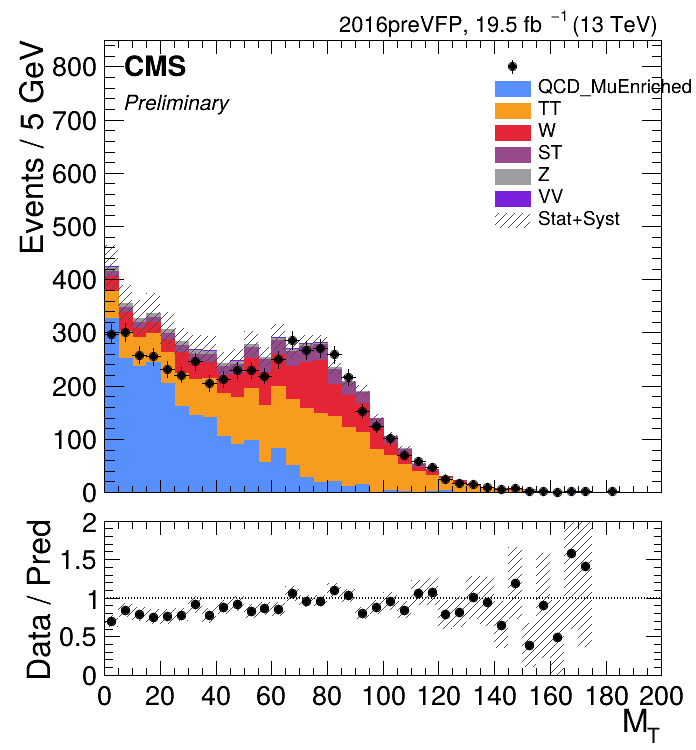 2016preVFP, 19.5 fb⁻¹ (13 TeV)
CMS
Preliminary
Events / 5 GeV
800
700
600
500
400
300
200
100
0
QCD_MuEnriched
TT
W
ST
Z
VV
Stat+Syst
Data / Pred
2
1.5
1
0.5
0
0 20 40 60 80 100 120 140 160 180 200
M_T